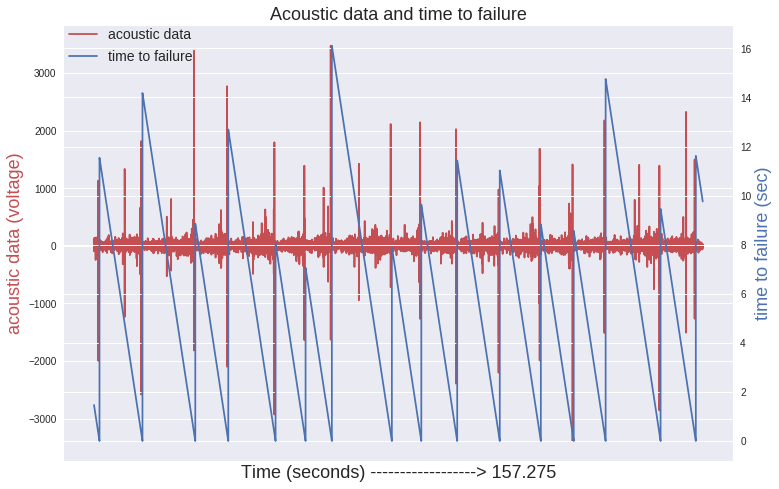 Acoustic data and time to failure
acoustic data
time to failure
3000
2000
1000
0
−1000
−2000
−3000
acoustic data (voltage)
16
14
12
10
8
6
4
2
0
time to failure (sec)
Time (seconds) ------------------> 157.275